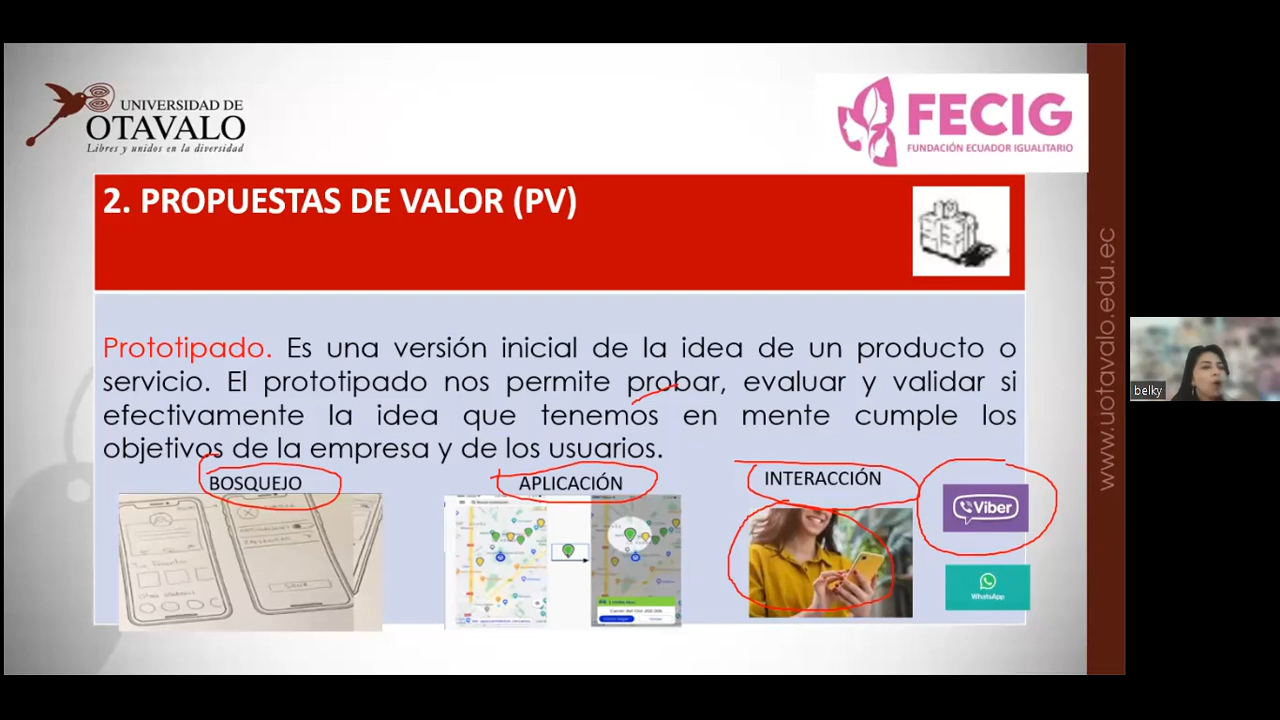 UNIVERSIDAD DE
OTAVALO
Libres y unidos en la diversidad
FECIG
FUNDACIÓN ECUADOR IGUALITARIO
2. PROPUESTAS DE VALOR (PV)
Prototipado. Es una versión inicial de la idea de un producto o
servicio. El prototipado nos permite probar, evaluar y validar si
efectivamente la idea que tenemos en mente cumple los
objetivos de la empresa y de los usuarios.
BOSQUEJO
APLICACIÓN
INTERACCIÓN
Viber
WhatsApp
www.uotavalo.edu.ec
belky